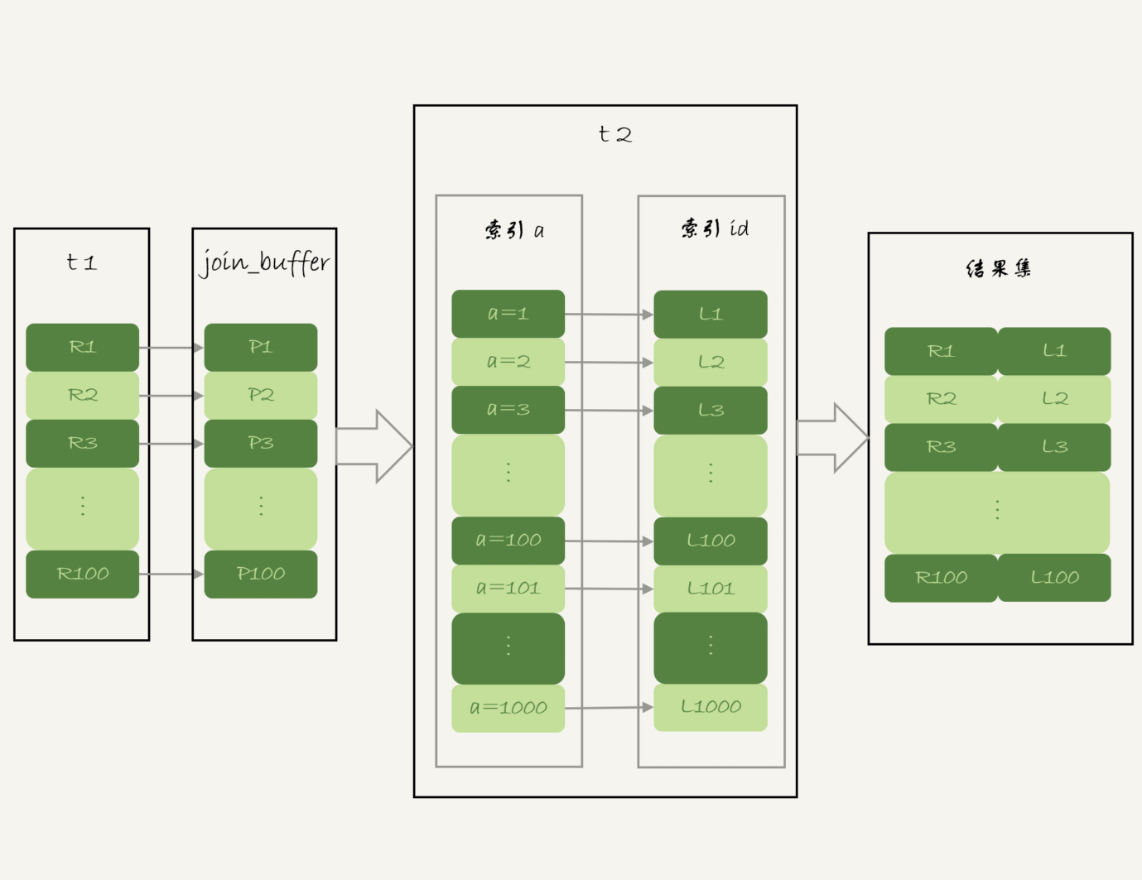 t1
R1
R2
R3
⋮
R100
join_buffer
P1
P2
P3
⋮
P100
t2
索引 a
a=1
a=2
a=3
⋮
a=100
a=101
⋮
a=1000
索引 id
L1
L2
L3
⋮
L100
L101
⋮
L1000
结果集
R1 L1
R2 L2
R3 L3
⋮
R100 L100